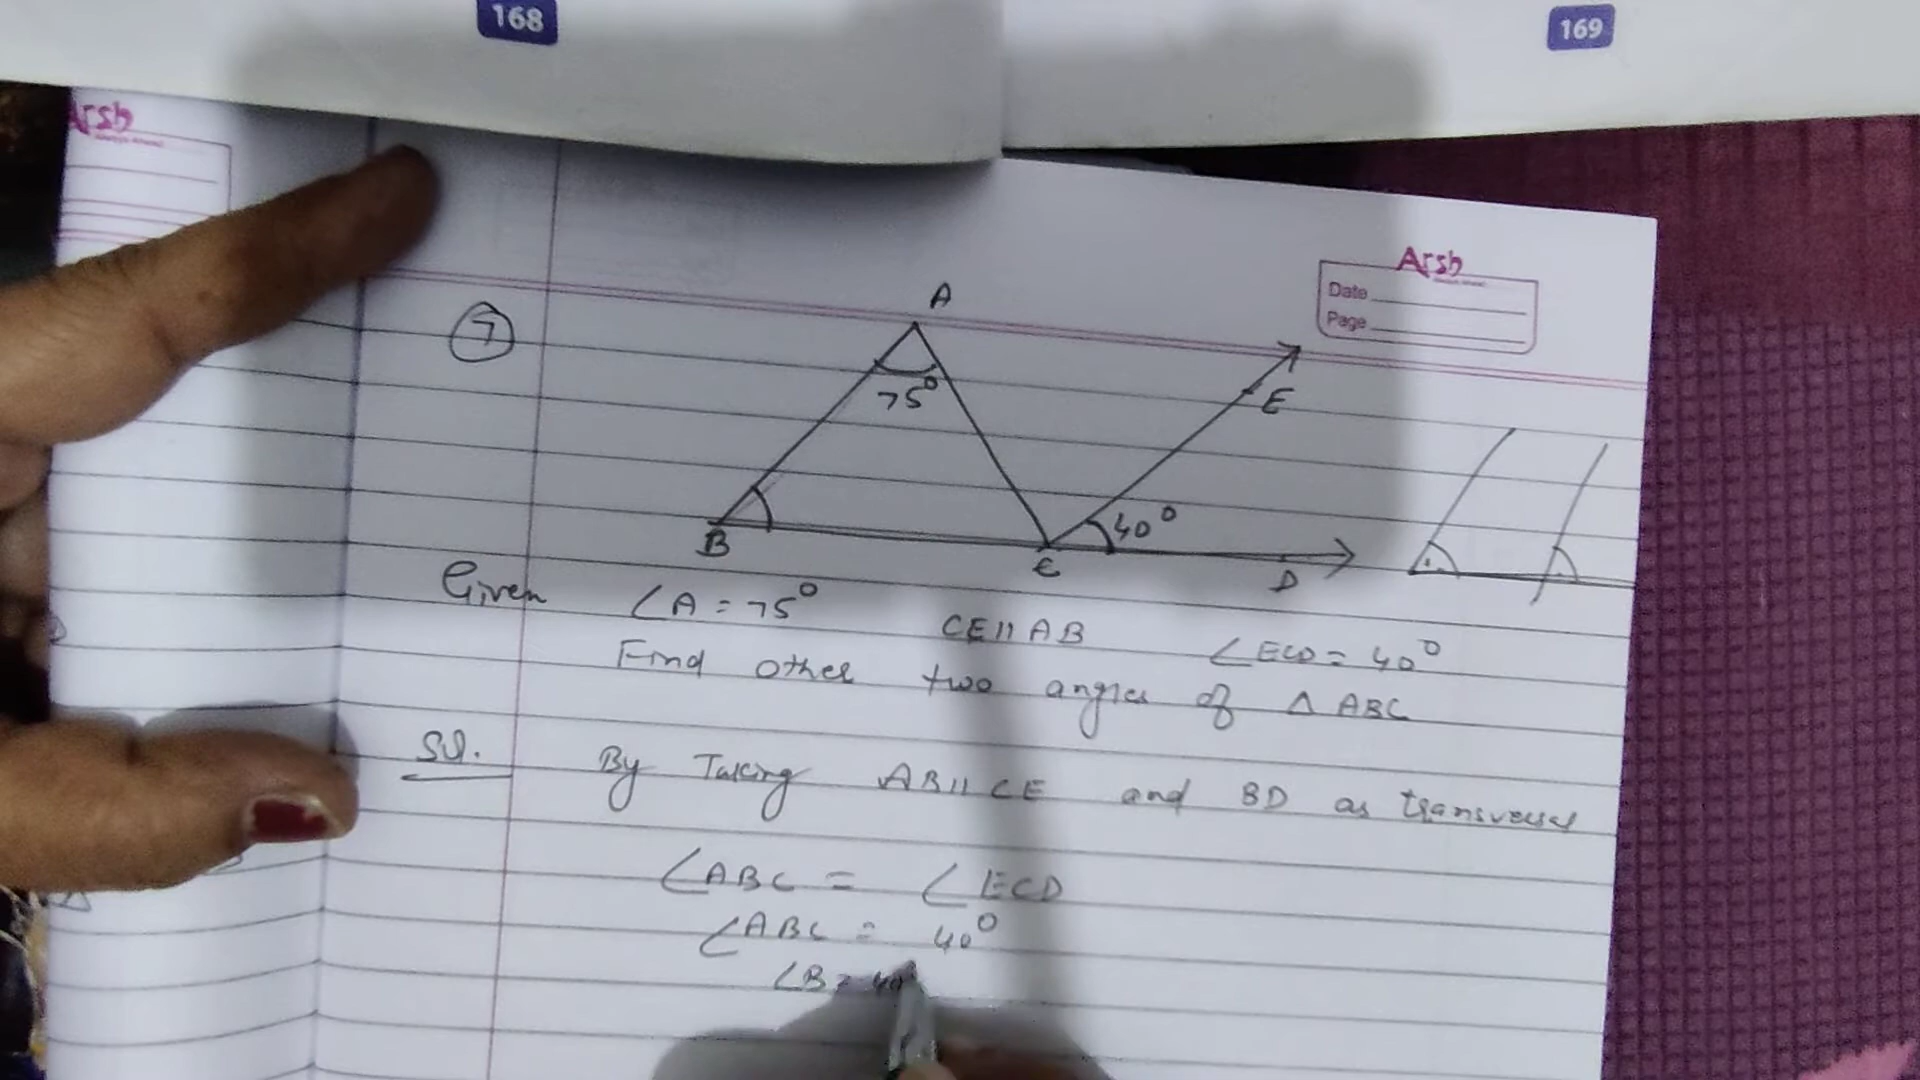 168
169
Arsh
Arsh
Date
Page
7
A
75°
E
40°
B
C
D
Given ∠A = 75° CE || AB ∠ECD = 40°
Find other two angles of △ ABC
Sol. By Taking AB || CE and BD as transversal
∠ABC = ∠ECD
∠ABC = 40°
∠B = 40°